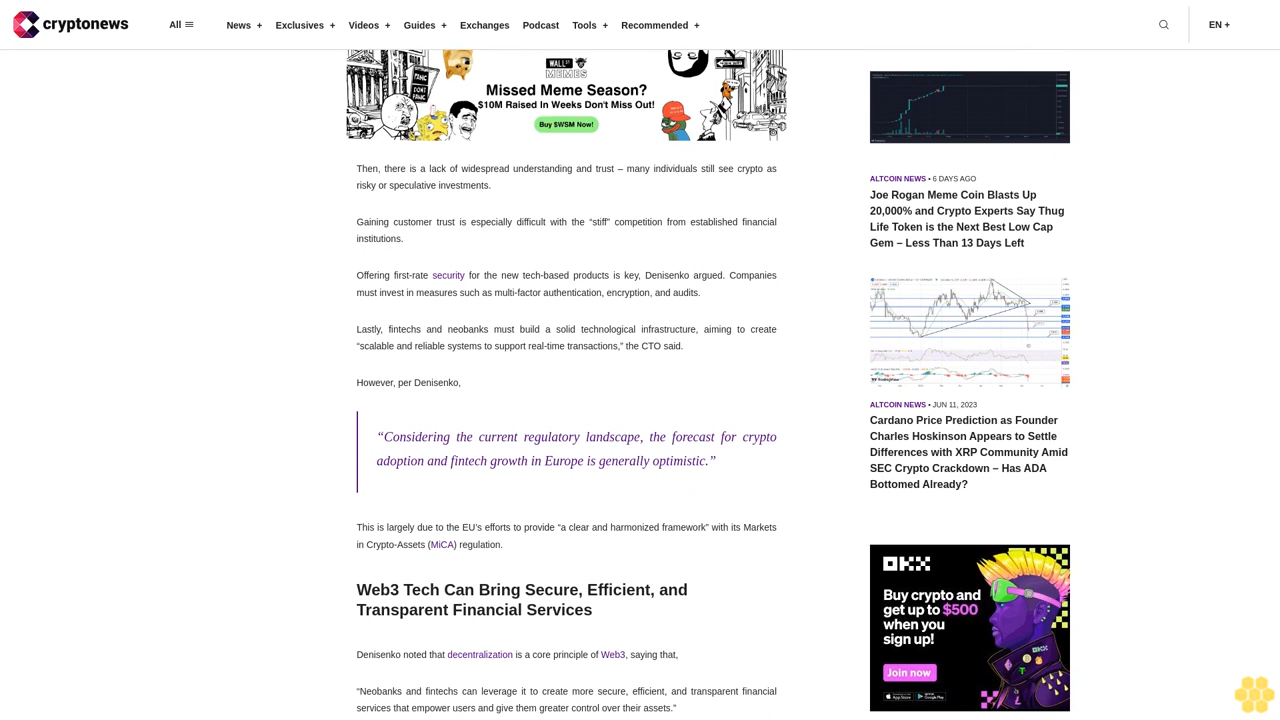 cryptonews
All
News +
Exclusives +
Videos +
Guides +
Exchanges
Podcast
Tools +
Recommended +
EN +
PANIC
DON'T PANIC
WALL ST
MEMES
Missed Meme Season?
$10M Raised In Weeks Don't Miss Out!
Buy $WSM Now!
WALL ST
Then, there is a lack of widespread understanding and trust – many individuals still see crypto as
risky or speculative investments.
Gaining customer trust is especially difficult with the “stiff” competition from established financial
institutions.
Offering first-rate security for the new tech-based products is key, Denisenko argued. Companies
must invest in measures such as multi-factor authentication, encryption, and audits.
Lastly, fintechs and neobanks must build a solid technological infrastructure, aiming to create
“scalable and reliable systems to support real-time transactions,” the CTO said.
However, per Denisenko,
“Considering the current regulatory landscape, the forecast for crypto
adoption and fintech growth in Europe is generally optimistic.”
This is largely due to the EU’s efforts to provide “a clear and harmonized framework” with its Markets
in Crypto-Assets (MiCA) regulation.
Web3 Tech Can Bring Secure, Efficient, and
Transparent Financial Services
Denisenko noted that decentralization is a core principle of Web3, saying that,
“Neobanks and fintechs can leverage it to create more secure, efficient, and transparent financial
services that empower users and give them greater control over their assets.”
ALTCOIN NEWS • 6 DAYS AGO
Joe Rogan Meme Coin Blasts Up
20,000% and Crypto Experts Say Thug
Life Token is the Next Best Low Cap
Gem – Less Than 13 Days Left
TradingView
ALTCOIN NEWS • JUN 11, 2023
Cardano Price Prediction as Founder
Charles Hoskinson Appears to Settle
Differences with XRP Community Amid
SEC Crypto Crackdown – Has ADA
Bottomed Already?
OKX
Buy crypto and
get up to $500
when you
sign up!
Join now
App Store
Google Play